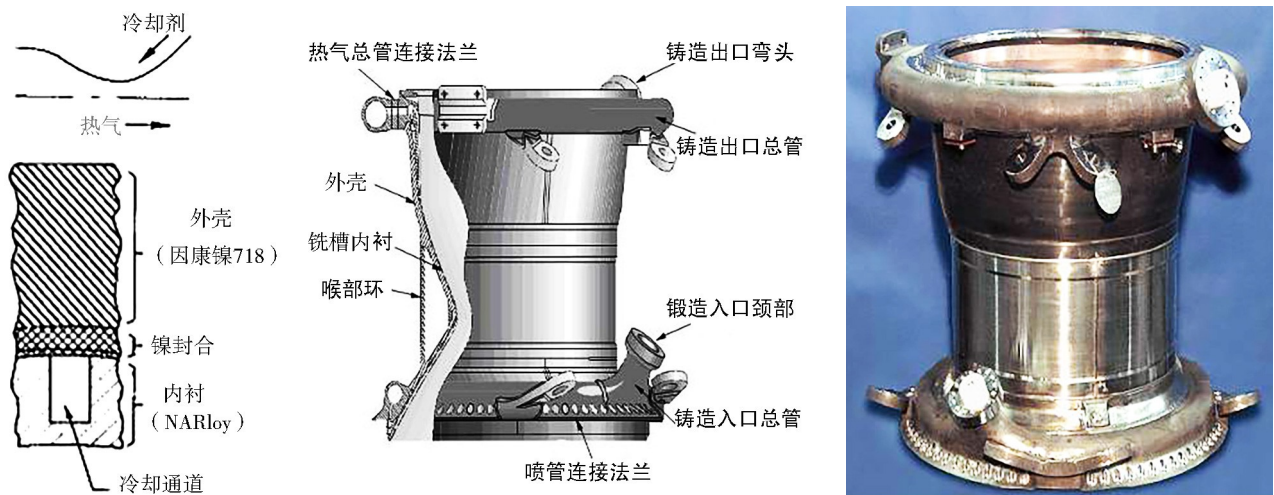 冷却剂
热气
外壳
（因康镍718）
镍封合
内衬
（NARloy）
冷却通道
热气总管连接法兰
外壳
铣槽内衬
喉部环
铸造出口弯头
铸造出口总管
锻造入口颈部
铸造入口总管
喷管连接法兰